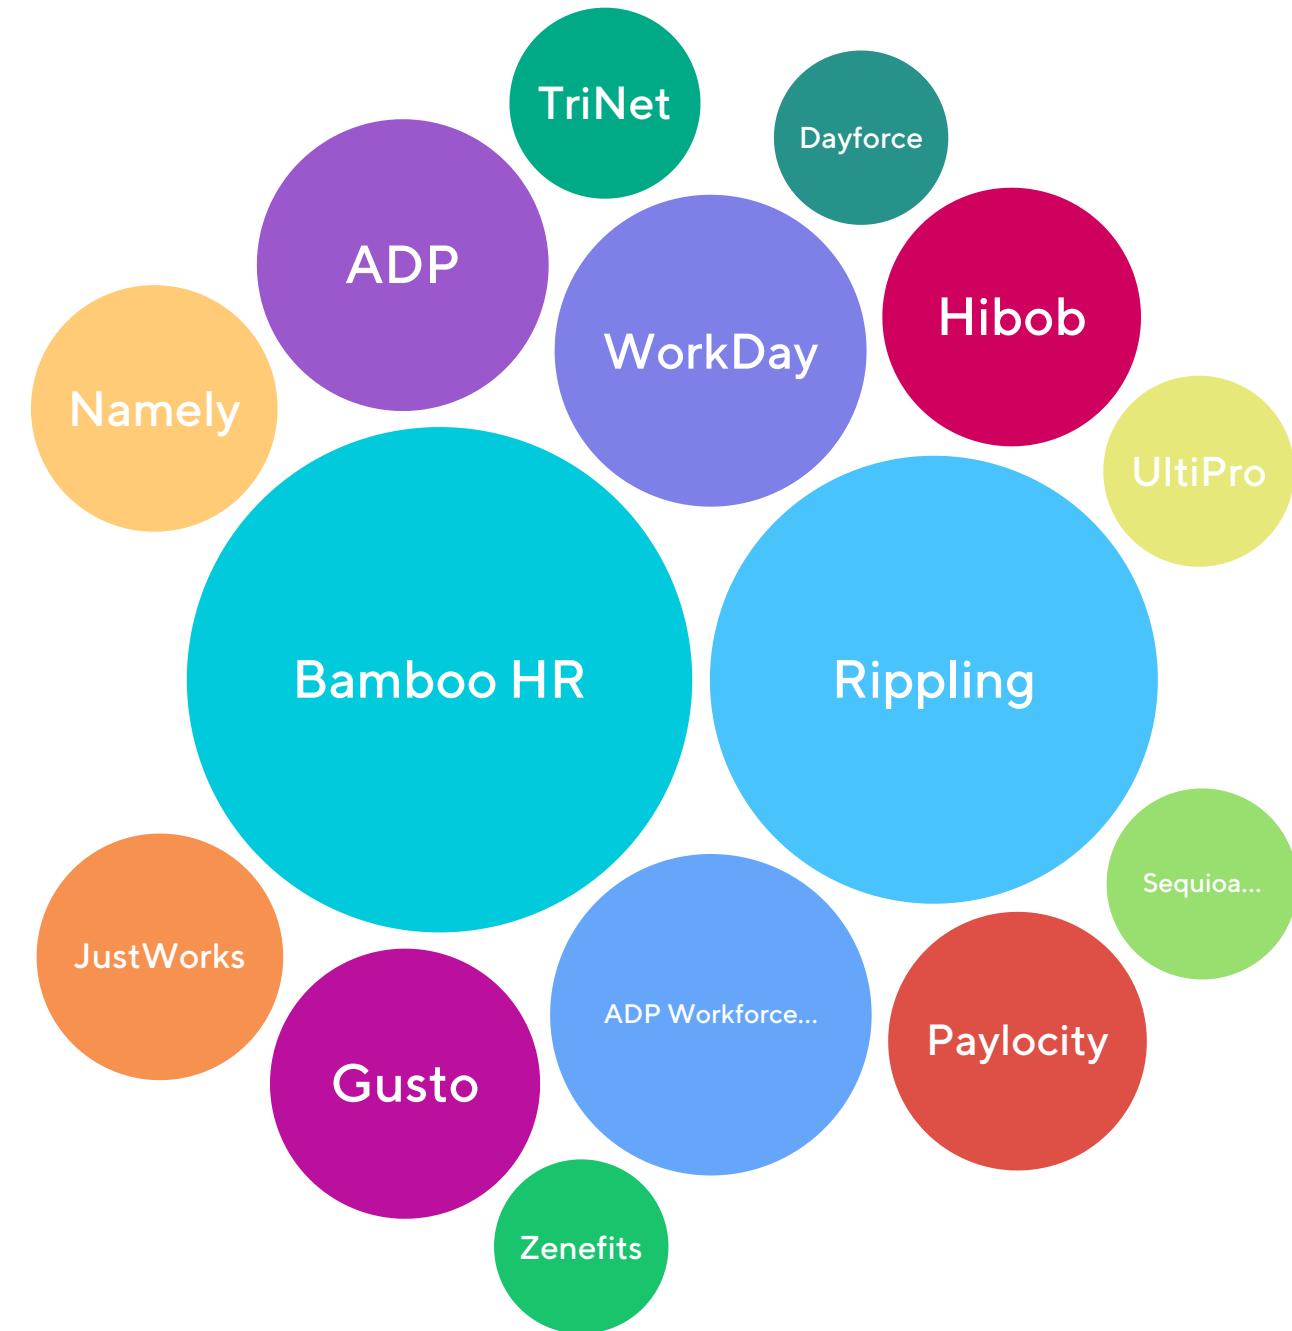 TriNet
Dayforce
ADP
Hibob
WorkDay
Namely
UltiPro
Bamboo HR
Rippling
Sequioa...
JustWorks
ADP Workforce...
Paylocity
Gusto
Zenefits